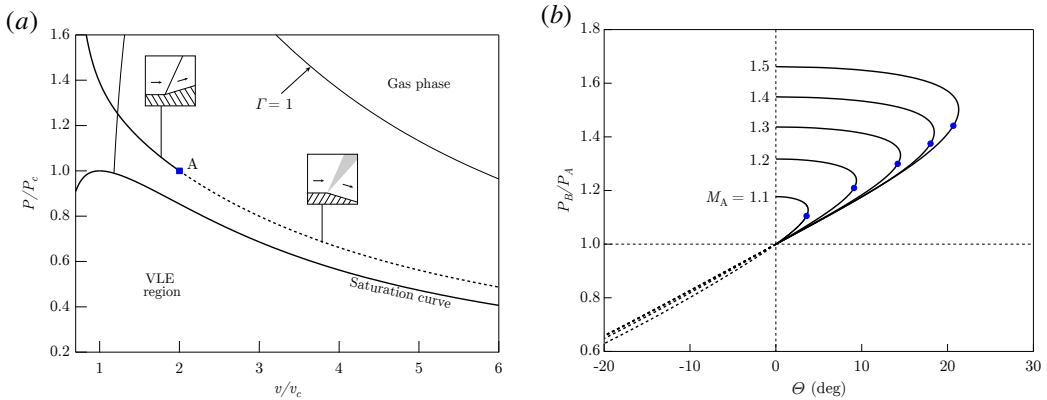 (a)
1.6
1.4
1.2
1.0
0.8
0.6
0.4
0.2
P/P_c
1
2
3
4
5
6
v/v_c
A
Γ = 1
Gas phase
VLE
region
Saturation curve
(b)
1.8
1.6
1.4
1.2
1.0
0.8
0.6
P_B/P_A
-20
-10
0
10
20
30
Θ (deg)
1.5
1.4
1.3
1.2
M_A = 1.1